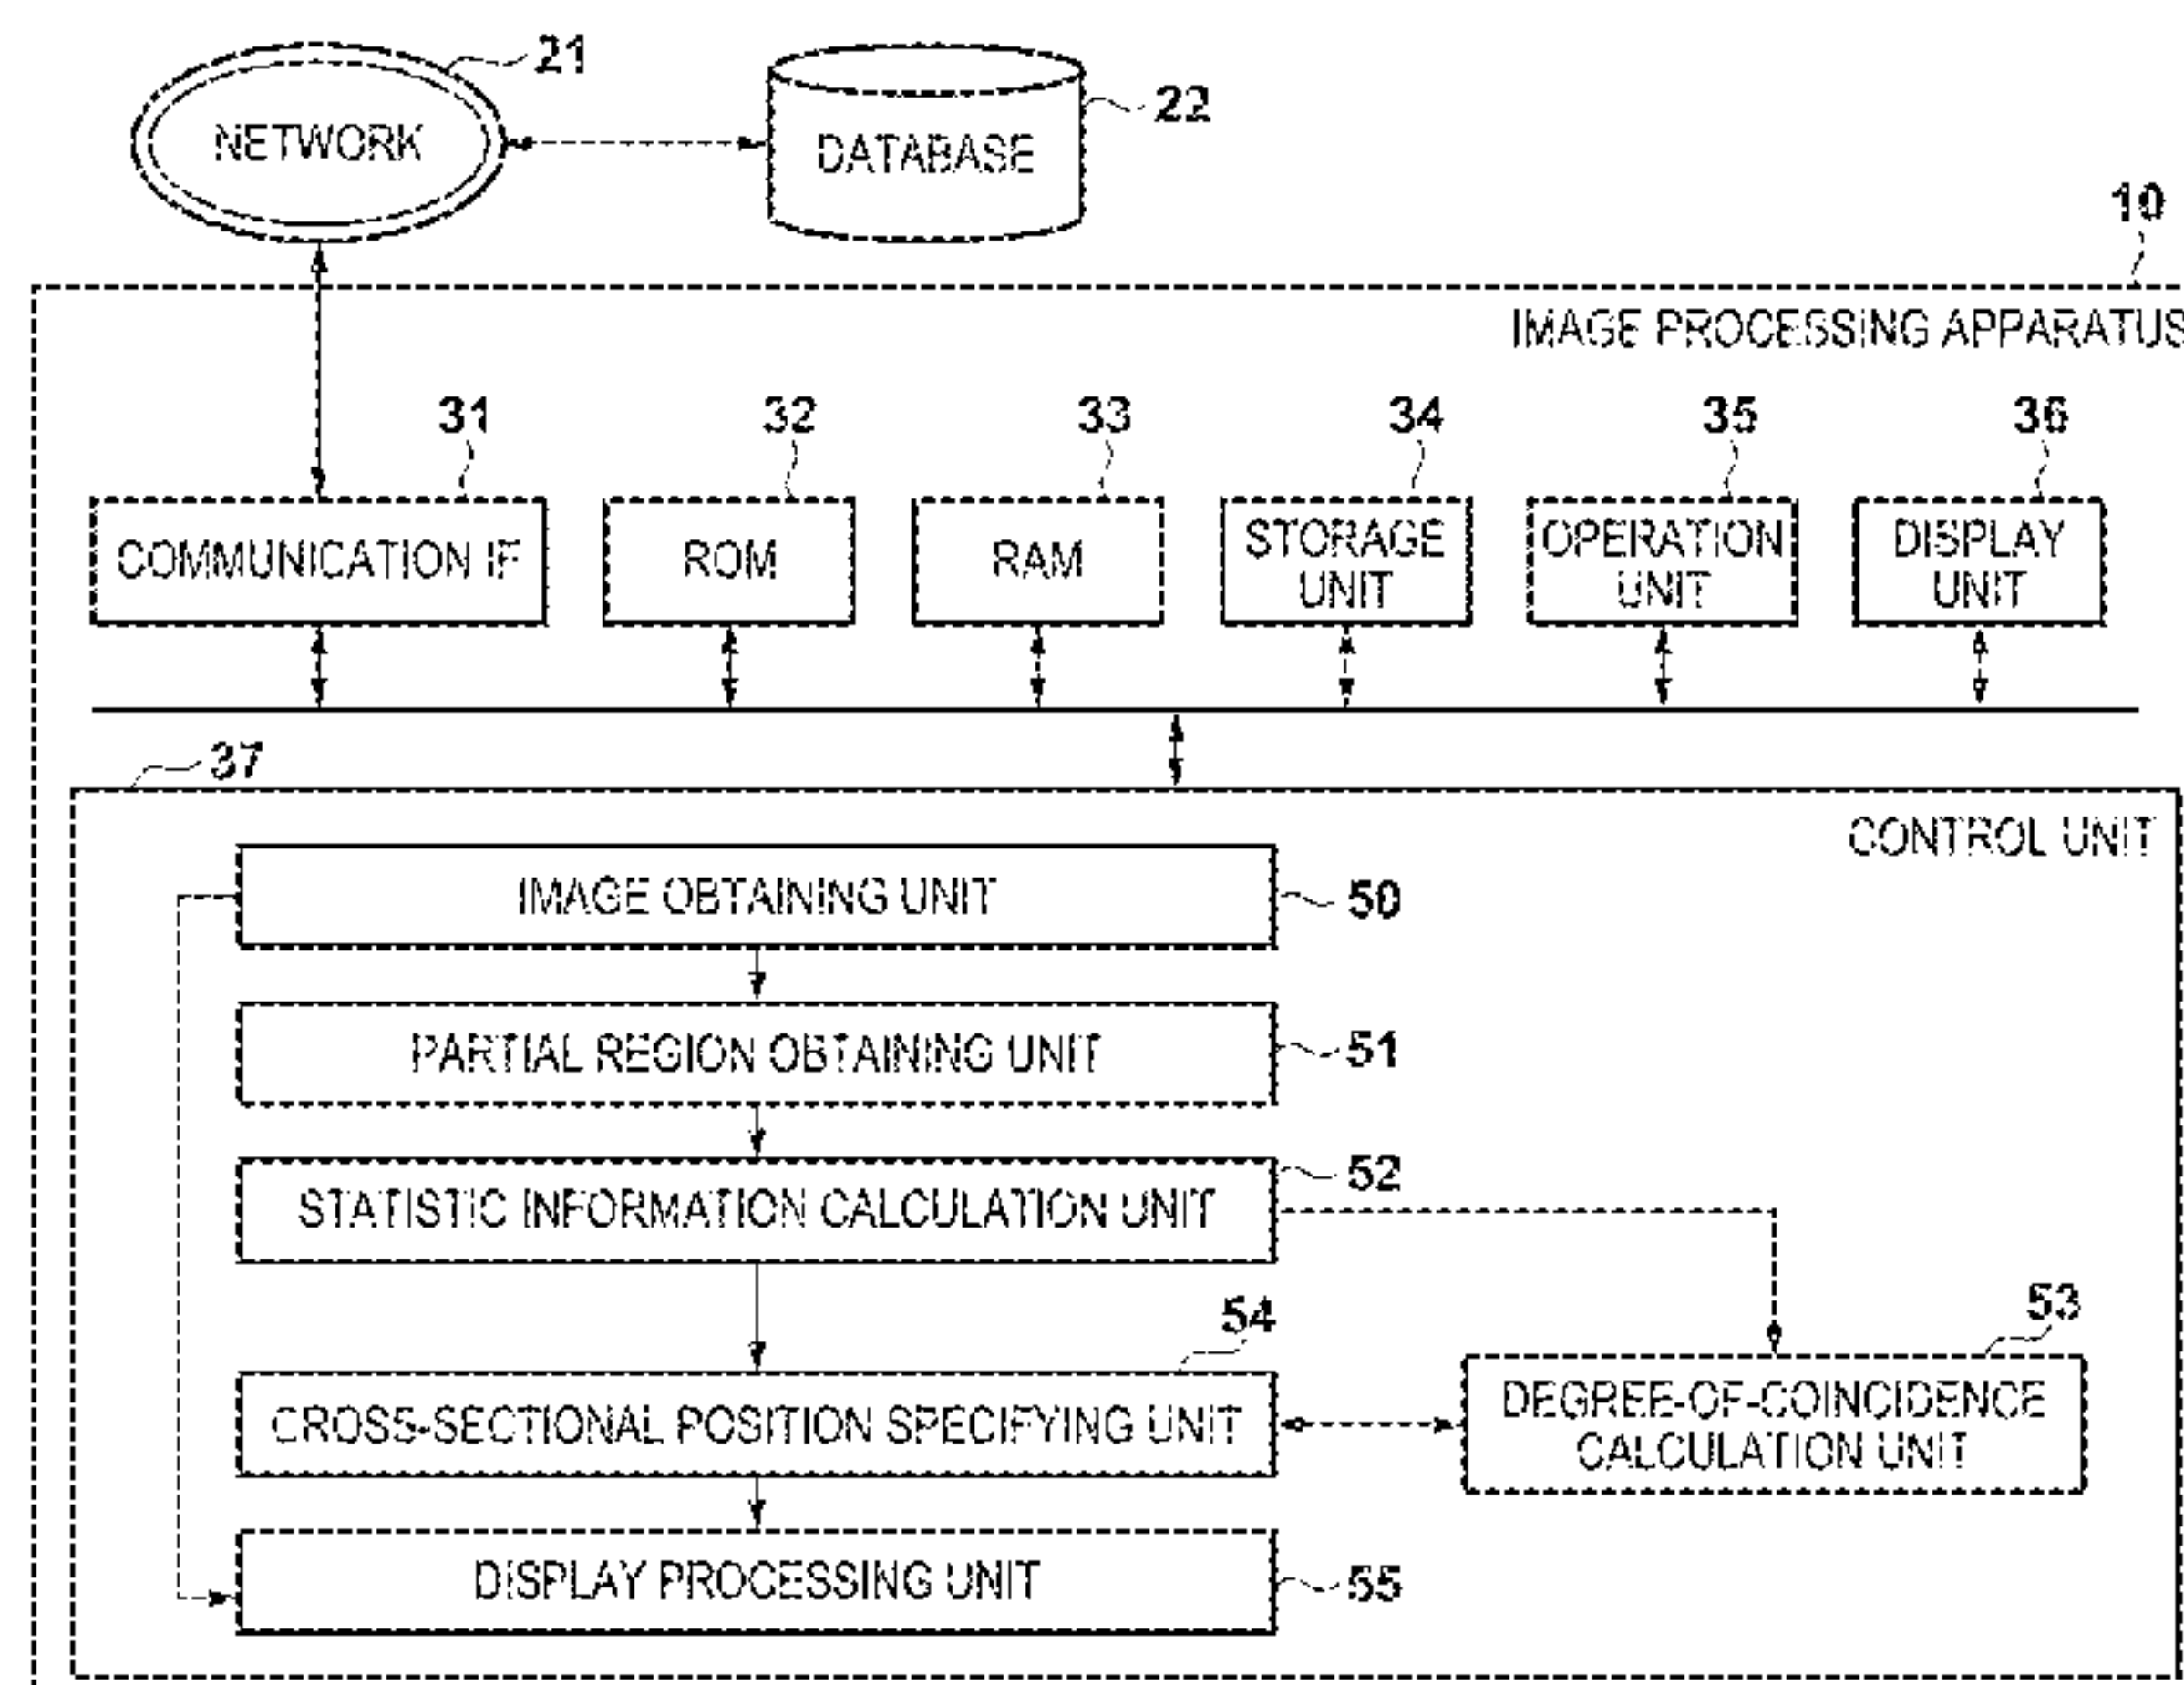 21
NETWORK
DATABASE
22
10
IMAGE PROCESSING APPARATUS
31
32
33
34
35
36
COMMUNICATION IF
ROM
RAM
STORAGE
UNIT
OPERATION
UNIT
DISPLAY
UNIT
37
CONTROL UNIT
IMAGE OBTAINING UNIT
50
PARTIAL REGION OBTAINING UNIT
51
STATISTIC INFORMATION CALCULATION UNIT
52
54
53
CROSS-SECTIONAL POSITION SPECIFYING UNIT
DEGREE-OF-COINCIDENCE
CALCULATION UNIT
DISPLAY PROCESSING UNIT
55